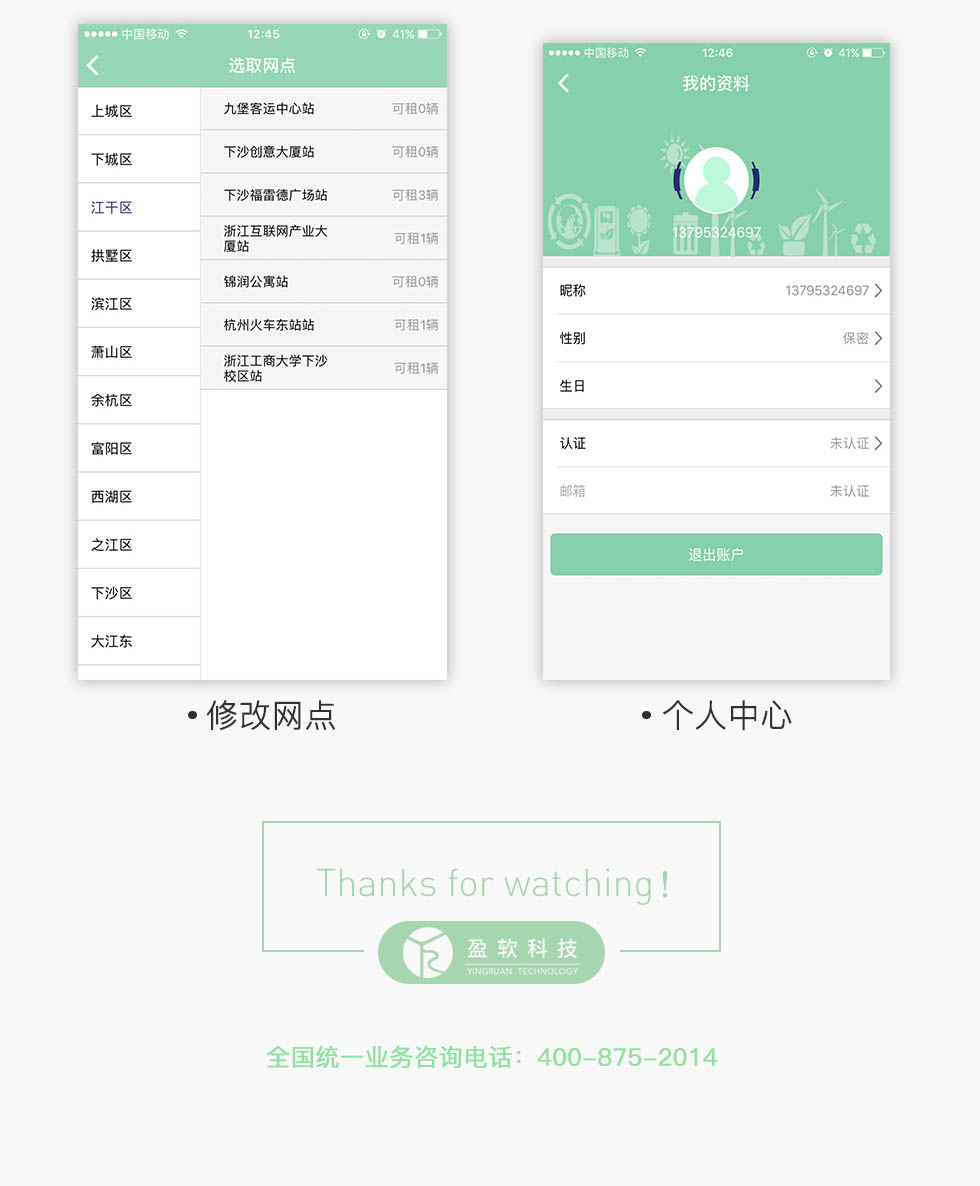 中国移动 12:45 41%
选取网点
上城区
下城区
江干区
拱墅区
滨江区
萧山区
余杭区
富阳区
西湖区
之江区
下沙区
大江东
九堡客运中心站 可租0辆
下沙创意大厦站 可租0辆
下沙福雷德广场站 可租3辆
浙江互联网产业大
厦站 可租1辆
锦润公寓站 可租0辆
杭州火车东站站 可租1辆
浙江工商大学下沙
校区站 可租1辆
• 修改网点
中国移动 12:46 41%
我的资料
13795324697
昵称 13795324697
性别 保密
生日
认证 未认证
邮箱 未认证
退出账户
• 个人中心
Thanks for watching!
盈软科技
YINGRUAN TECHNOLOGY
全国统一业务咨询电话：400-875-2014